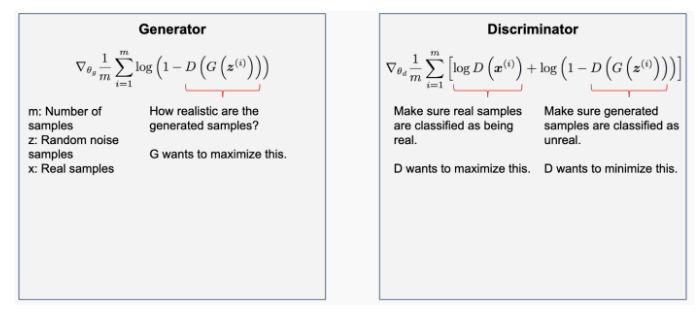 Generator
∇θg 1/m ∑ i=1 m log (1 − D (G (z(i))))
m: Number of
samples
z: Random noise
samples
x: Real samples
How realistic are the
generated samples?
G wants to maximize this.
Discriminator
∇θd 1/m ∑ i=1 m [log D (x(i)) + log (1 − D (G (z(i))))]
Make sure real samples
are classified as being
real.
D wants to maximize this.
Make sure generated
samples are classified as
unreal.
D wants to minimize this.